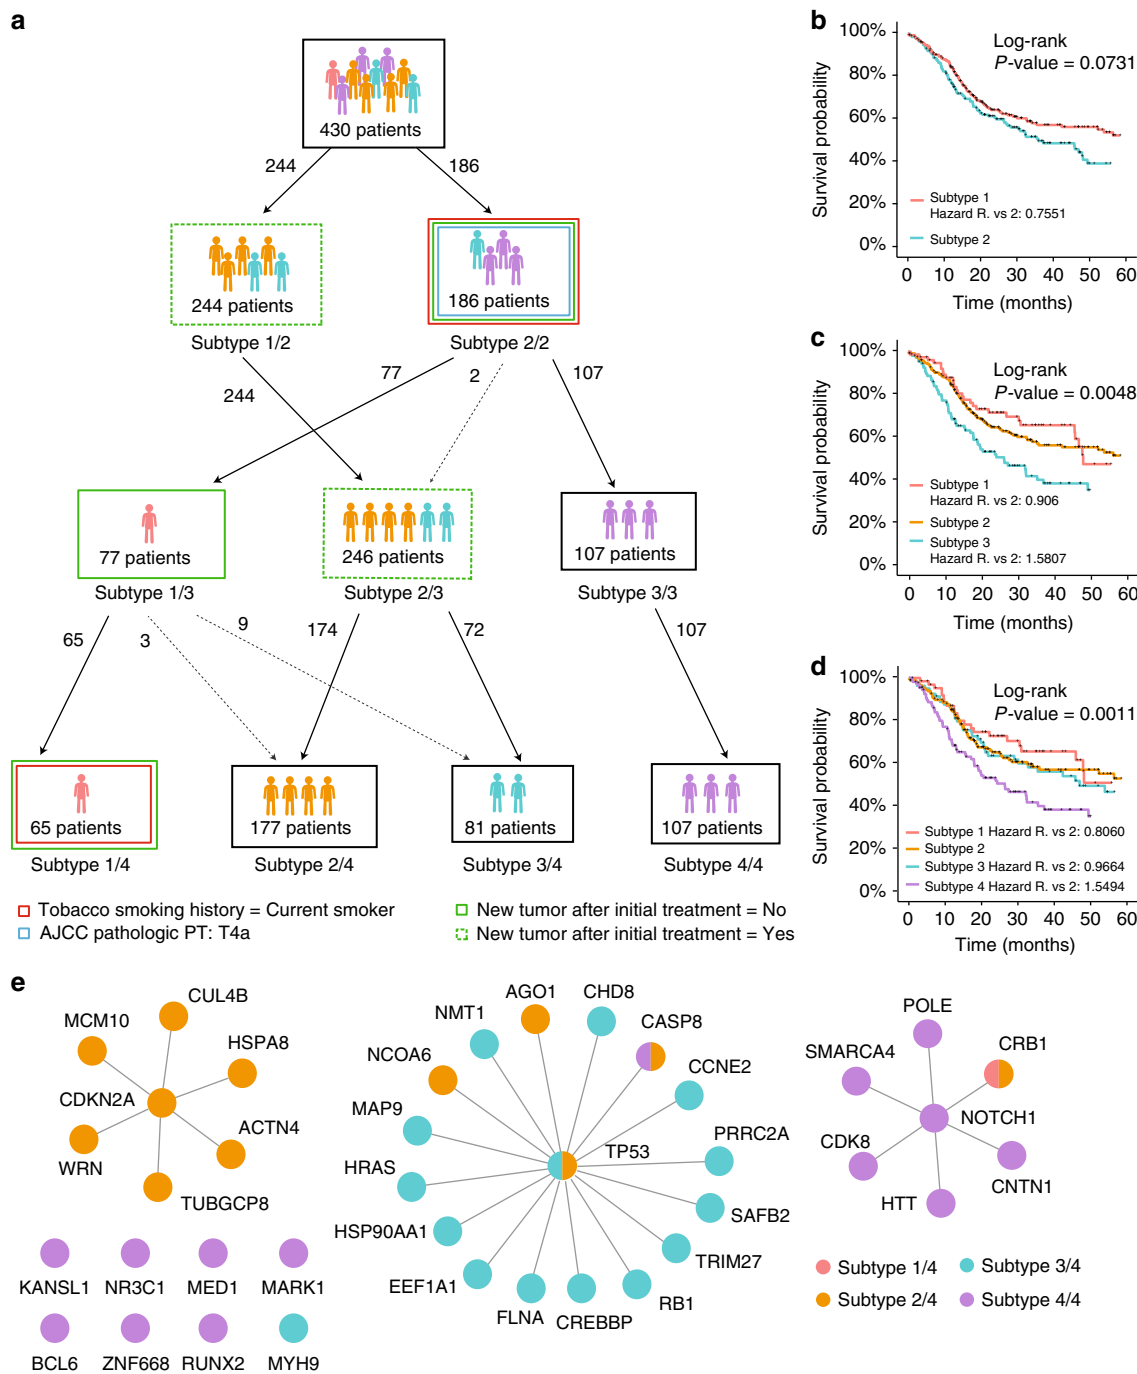 a
430 patients
244
186
244 patients
186 patients
Subtype 1/2
Subtype 2/2
244
77
2
107
77 patients
246 patients
107 patients
Subtype 1/3
Subtype 2/3
Subtype 3/3
65
3
9
174
72
107
65 patients
177 patients
81 patients
107 patients
Subtype 1/4
Subtype 2/4
Subtype 3/4
Subtype 4/4
Tobacco smoking history = Current smoker
AJCC pathologic PT: T4a
New tumor after initial treatment = No
New tumor after initial treatment = Yes
b
Survival probability
100%
80%
60%
40%
20%
0%
Log-rank
P-value = 0.0731
Subtype 1
Hazard R. vs 2: 0.7551
Subtype 2
0 10 20 30 40 50 60
Time (months)
c
Survival probability
100%
80%
60%
40%
20%
0%
Log-rank
P-value = 0.0048
Subtype 1
Hazard R. vs 2: 0.906
Subtype 2
Subtype 3
Hazard R. vs 2: 1.5807
0 10 20 30 40 50 60
Time (months)
d
Survival probability
100%
80%
60%
40%
20%
0%
Log-rank
P-value = 0.0011
Subtype 1 Hazard R. vs 2: 0.8060
Subtype 2
Subtype 3 Hazard R. vs 2: 0.9664
Subtype 4 Hazard R. vs 2: 1.5494
0 10 20 30 40 50 60
Time (months)
e
CUL4B
MCM10
HSPA8
CDKN2A
ACTN4
WRN
TUBGCP8
KANSL1 NR3C1 MED1 MARK1
BCL6 ZNF668 RUNX2 MYH9
AGO1
CHD8
NMT1
CASP8
NCOA6
CCNE2
MAP9
PRRC2A
TP53
HRAS
SAFB2
HSP90AA1
TRIM27
EEF1A1
RB1
FLNA
CREBBP
POLE
SMARCA4
CRB1
NOTCH1
CDK8
CNTN1
HTT
Subtype 1/4
Subtype 3/4
Subtype 2/4
Subtype 4/4